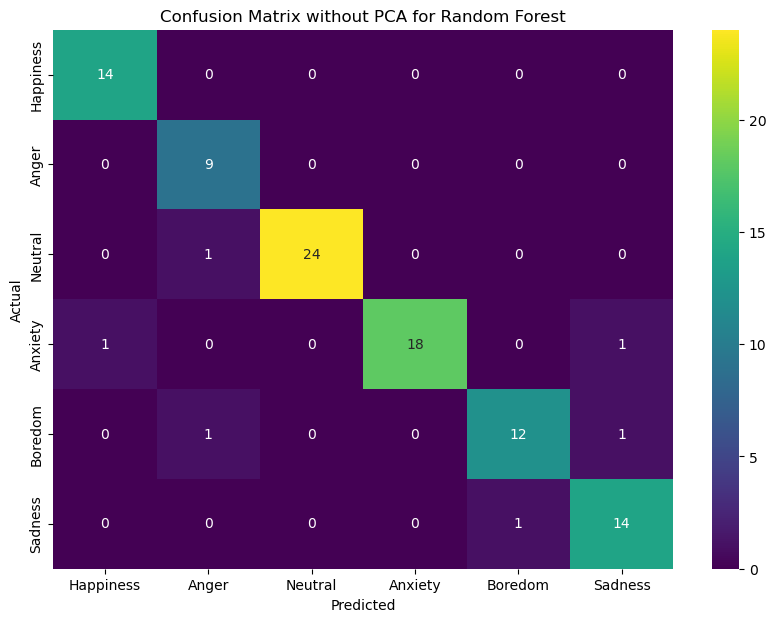 Confusion Matrix without PCA for Random Forest
Happiness 14 0 0 0 0 0
Anger 0 9 0 0 0 0
Neutral 0 1 24 0 0 0
Anxiety 1 0 0 18 0 1
Boredom 0 1 0 0 12 1
Sadness 0 0 0 0 1 14
Actual
Happiness Anger Neutral Anxiety Boredom Sadness
Predicted
20
15
10
5
0